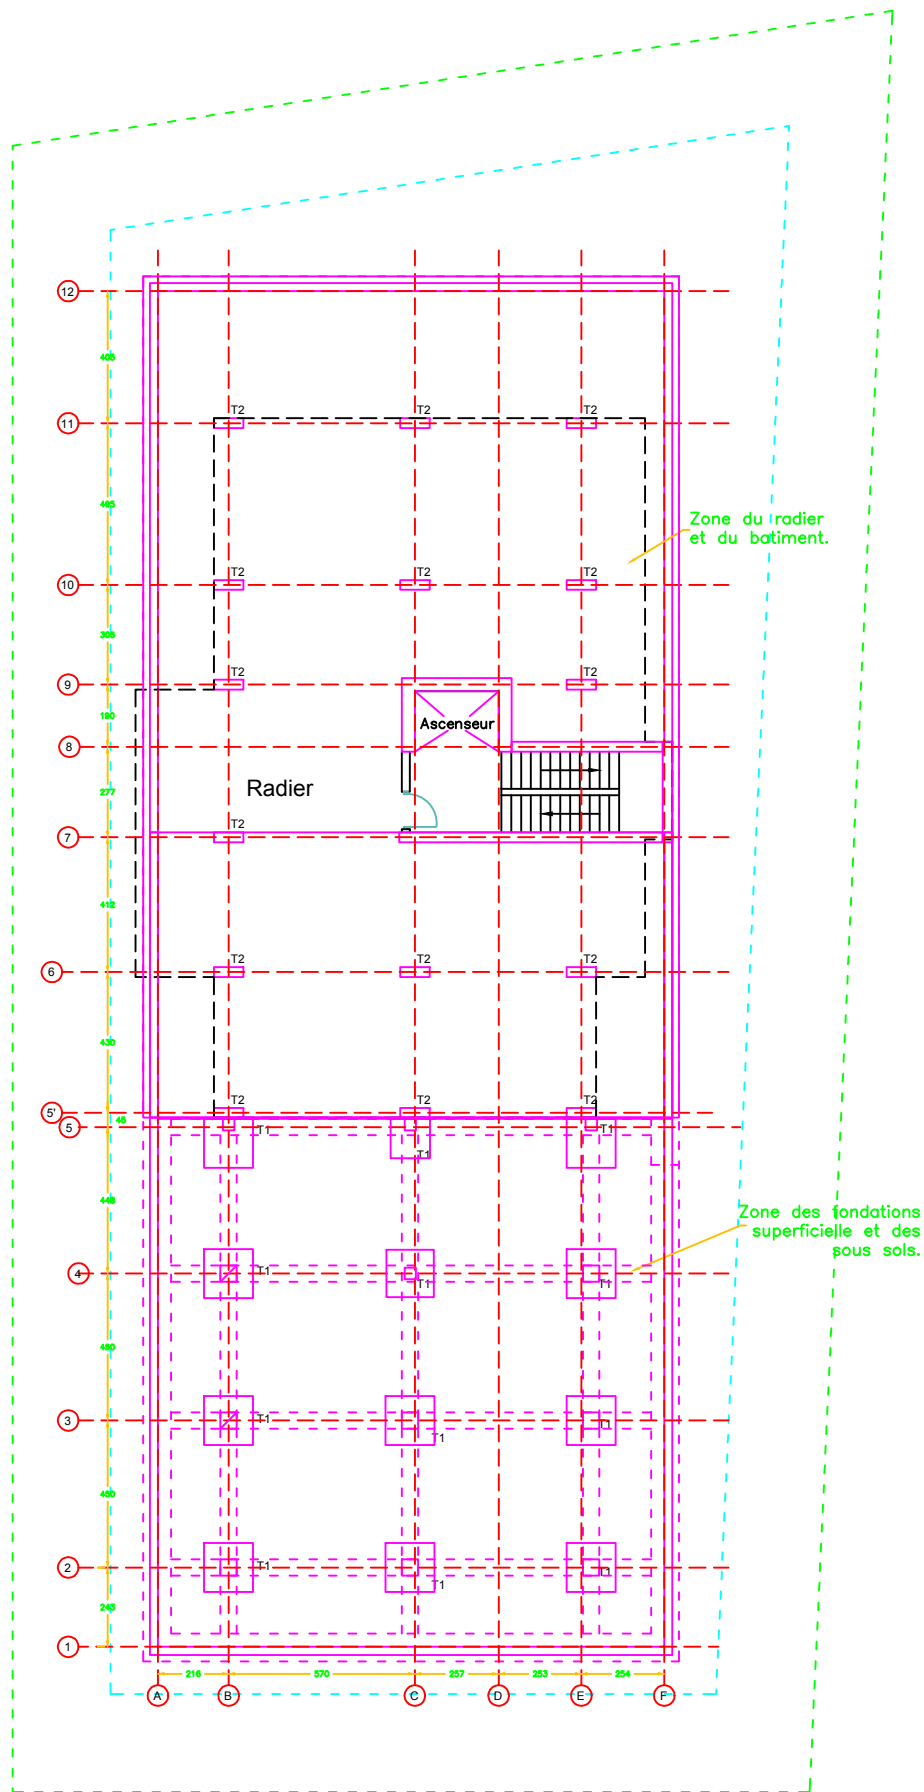 12
405
T2 T2 T2
11
495
Zone du radier
et du batiment.
T2 T2 T2
10
305
T2 T2
9
190
Ascenseur
8
277
Radier
T2
7
412
T2 T2 T2
6
430
T2 T2 T2
5'
45
5
T1 T1 T1
Zone des fondations
superficielle et des
sous sols.
4
T1 T1 T1
450
3
T1 T1 T1
450
2
T1 T1 T1
243
1
216 570 257 253 254
A B C D E F